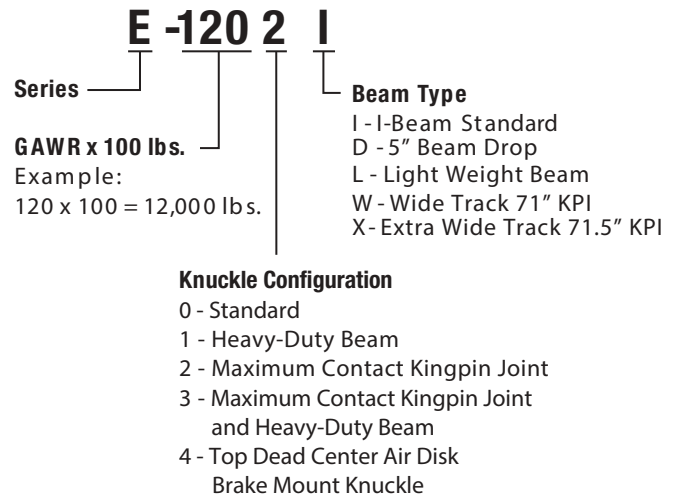 E -120 2 I
Series
GAWR x 100 lbs.
Example:
120 x 100 = 12,000 lbs.
Beam Type
I - I-Beam Standard
D - 5” Beam Drop
L - Light Weight Beam
W - Wide Track 71” KPI
X- Extra Wide Track 71.5” KPI
Knuckle Configuration
0 - Standard
1 - Heavy-Duty Beam
2 - Maximum Contact Kingpin Joint
3 - Maximum Contact Kingpin Joint
and Heavy-Duty Beam
4 - Top Dead Center Air Disk
Brake Mount Knuckle